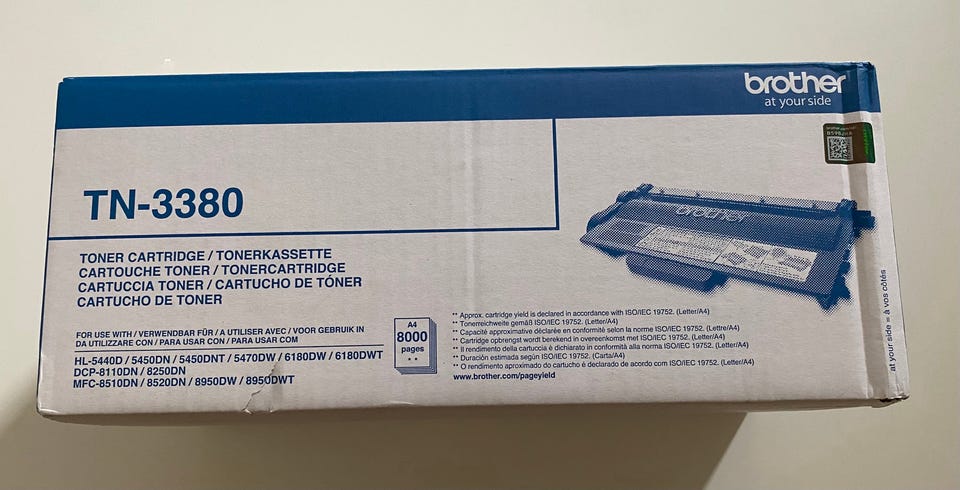 brother
at your side
TN-3380
TONER CARTRIDGE / TONERKASSETTE
CARTOUCHE TONER / TONERCARTRIDGE
CARTUCCIA TONER / CARTUCHO DE TÓNER
CARTUCHO DE TONER
FOR USE WITH / VERWENDBAR FÜR / A UTILISER AVEC / VOOR GEBRUIK IN
DA UTILIZZARE CON / PARA USAR CON / PARA USAR COM
HL-5440D / 5450DN / 5450DNT / 5470DW / 6180DW / 6180DWT
DCP-8110DN / 8250DN
MFC-8510DN / 8520DN / 8950DW / 8950DWT
A4
8000
pages
**
** Approx. cartridge yield is declared in accordance with ISO/IEC 19752. (Letter/A4)
** Tonerreichweite gemäß ISO/IEC 19752. (Letter/A4)
** Capacité approximative déclarée en conformité selon la norme ISO/IEC 19752. (Lettre/A4)
** Cartridge opbrengst wordt berekend in overeenkomst met ISO/IEC 19752. (Letter/A4)
** Il rendimento della cartuccia è dichiarato in conformità alla norma ISO/IEC 19752. (Letter/A4)
** Duración estimada según ISO/IEC 19752. (Carta/A4)
** O rendimento aproximado do cartucho é declarado de acordo com ISO/IEC 19752. (Letter/A4)
www.brother.com/pageyield
brother
at your side = à vos côtés